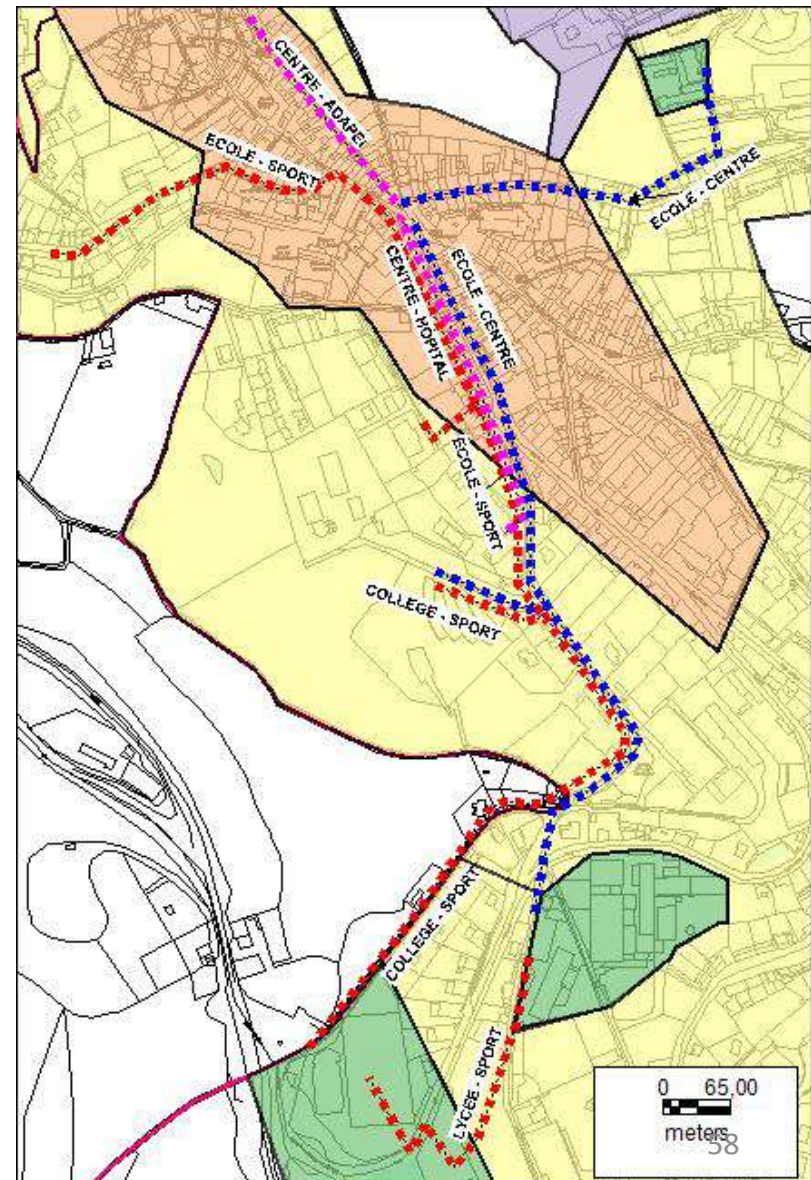 CENTRE - ADAPEI
ECOLE - SPORT
ECOLE - CENTRE
ECOLE - CENTRE
CENTRE - HOPITAL
ECOLE - SPORT
COLLEGE - SPORT
COLLEGE - SPORT
LYCEE - SPORT
0 65,00
meters
58